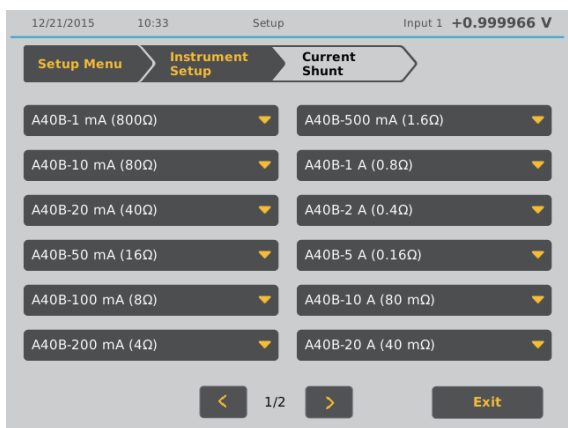 12/21/2015 10:33 Setup Input 1 +0.999966 V
Setup Menu
Instrument
Setup
Current
Shunt
A40B-1 mA (800Ω)
A40B-500 mA (1.6Ω)
A40B-10 mA (80Ω)
A40B-1 A (0.8Ω)
A40B-20 mA (40Ω)
A40B-2 A (0.4Ω)
A40B-50 mA (16Ω)
A40B-5 A (0.16Ω)
A40B-100 mA (8Ω)
A40B-10 A (80 mΩ)
A40B-200 mA (4Ω)
A40B-20 A (40 mΩ)
< 1/2 > Exit